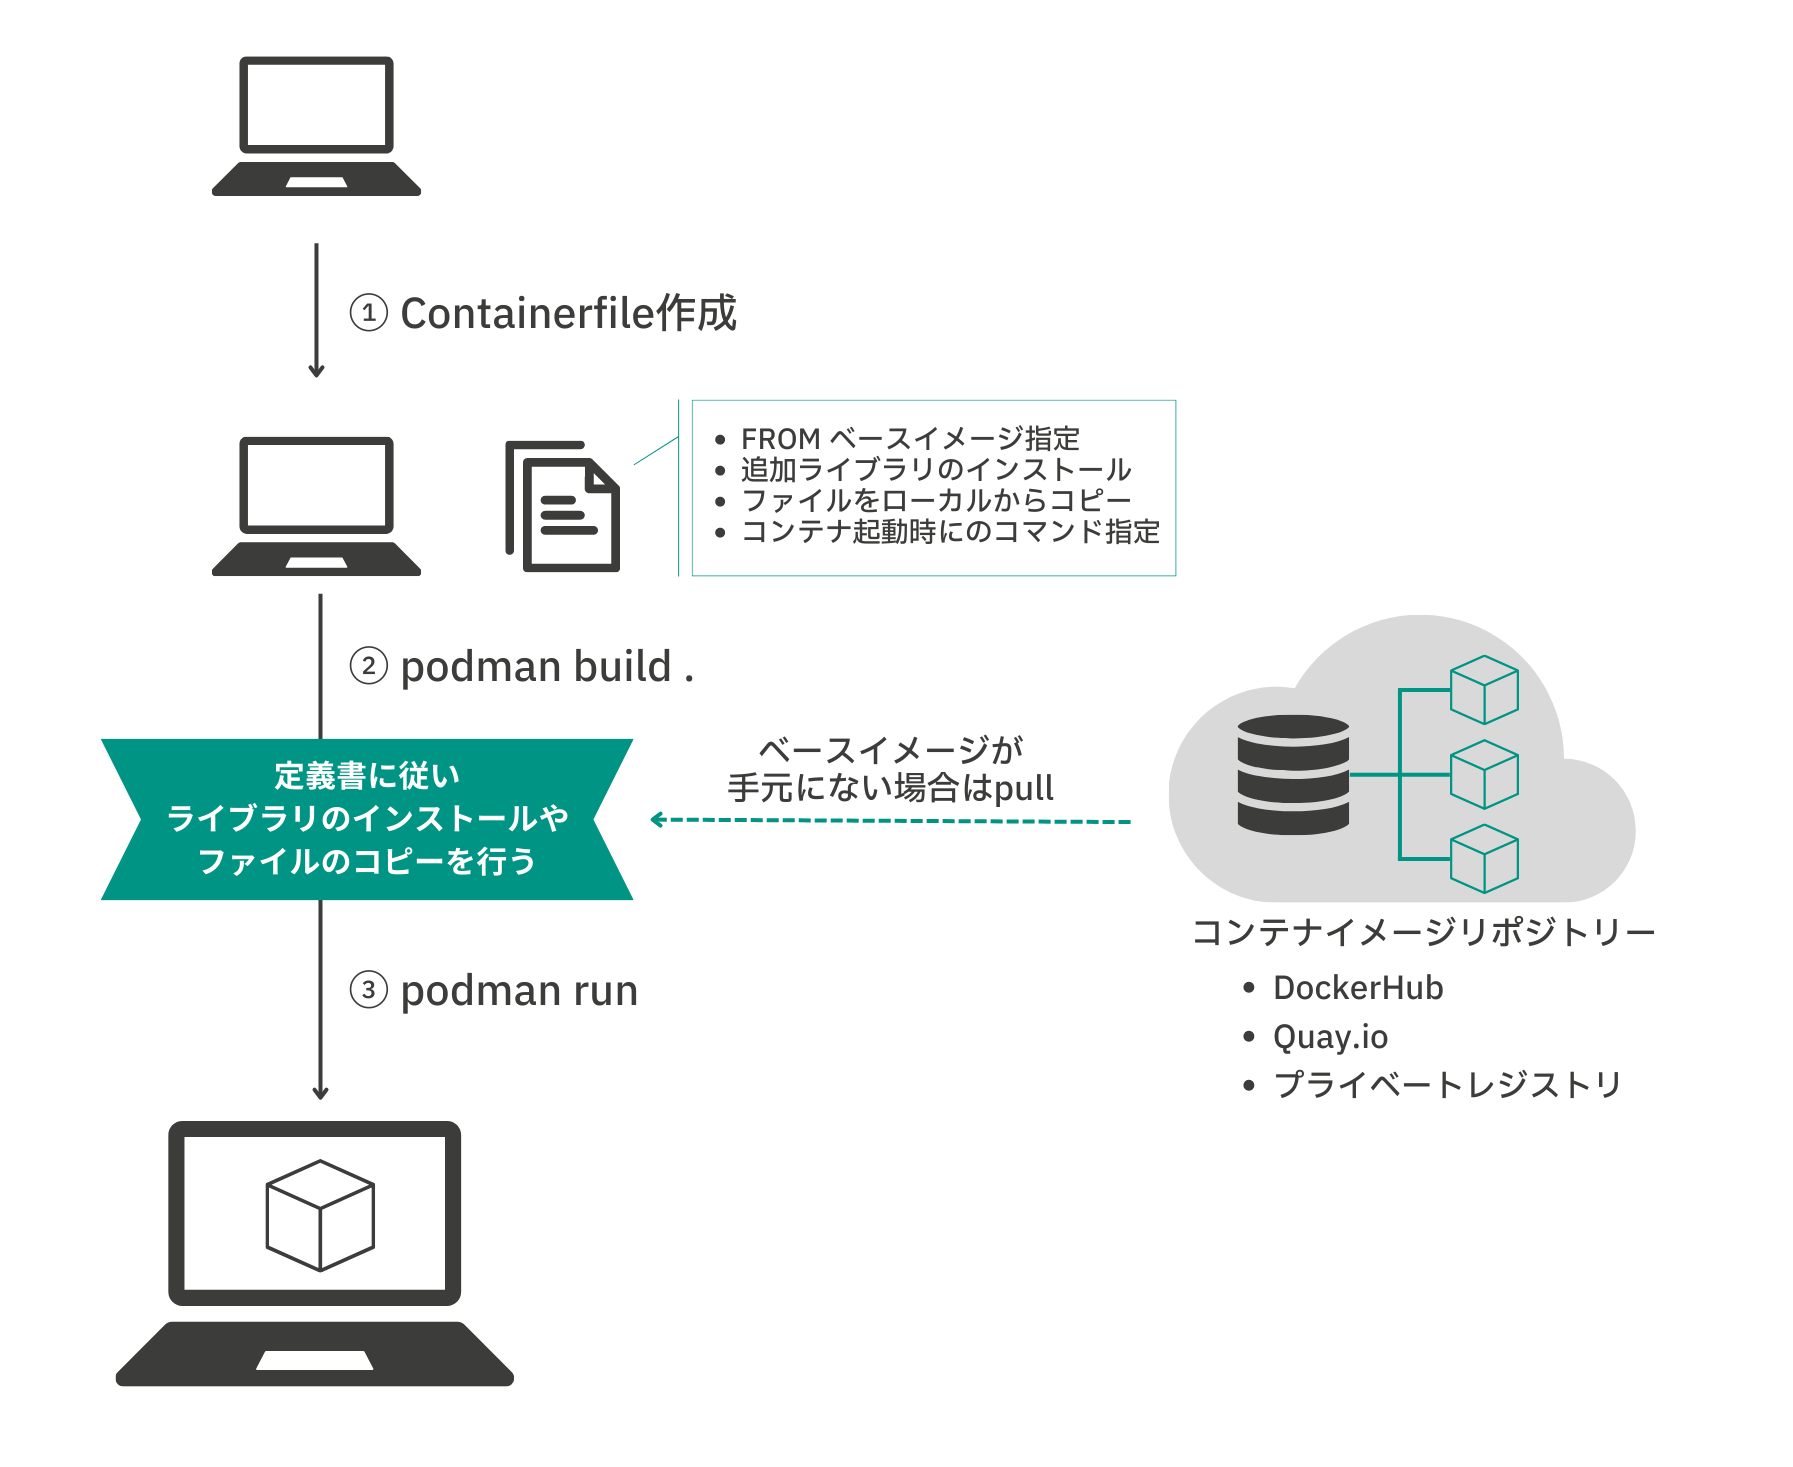 ① Containerfile作成
• FROM ベースイメージ指定
• 追加ライブラリのインストール
• ファイルをローカルからコピー
• コンテナ起動時にのコマンド指定
② podman build .
定義書に従い
ライブラリのインストールや
ファイルのコピーを行う
ベースイメージが
手元にない場合はpull
コンテナイメージリポジトリー
• DockerHub
• Quay.io
• プライベートレジストリ
③ podman run